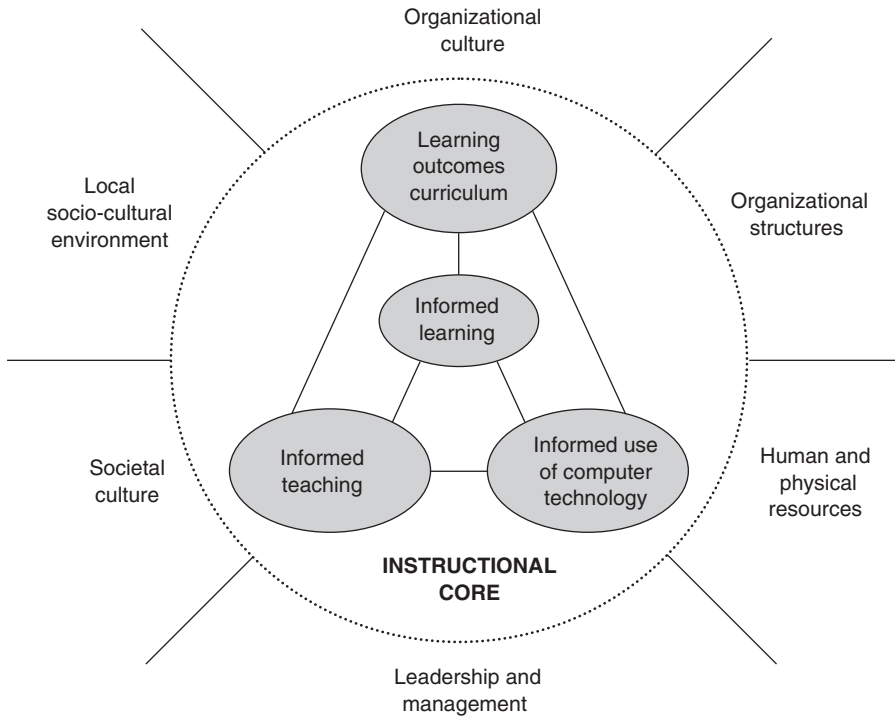 Organizational
culture
Learning
outcomes
curriculum
Local
socio-cultural
environment
Organizational
structures
Informed
learning
Informed
teaching
Informed use
of computer
technology
Societal
culture
Human and
physical
resources
INSTRUCTIONAL
CORE
Leadership and
management